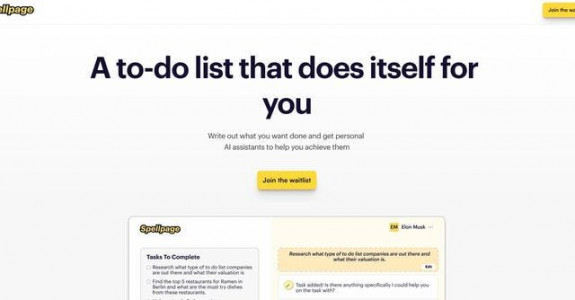 ellpage
Join the wai
A to-do list that does itself for
you
Write out what you want done and get personal
AI assistants to help you achieve them
Join the waitlist
Spellpage
EM Elon Musk
Tasks To Complete
Research what type of to do list companies
are out there and what their valuation is.
Find the top 5 restaurants for Ramen in
Berlin and what are the must try dishes
from these restaurants.
Research what type of to do list companies are out there and
what their valuation is.
Edit
Task added! Is there anything specifically I could help you
on the task with?